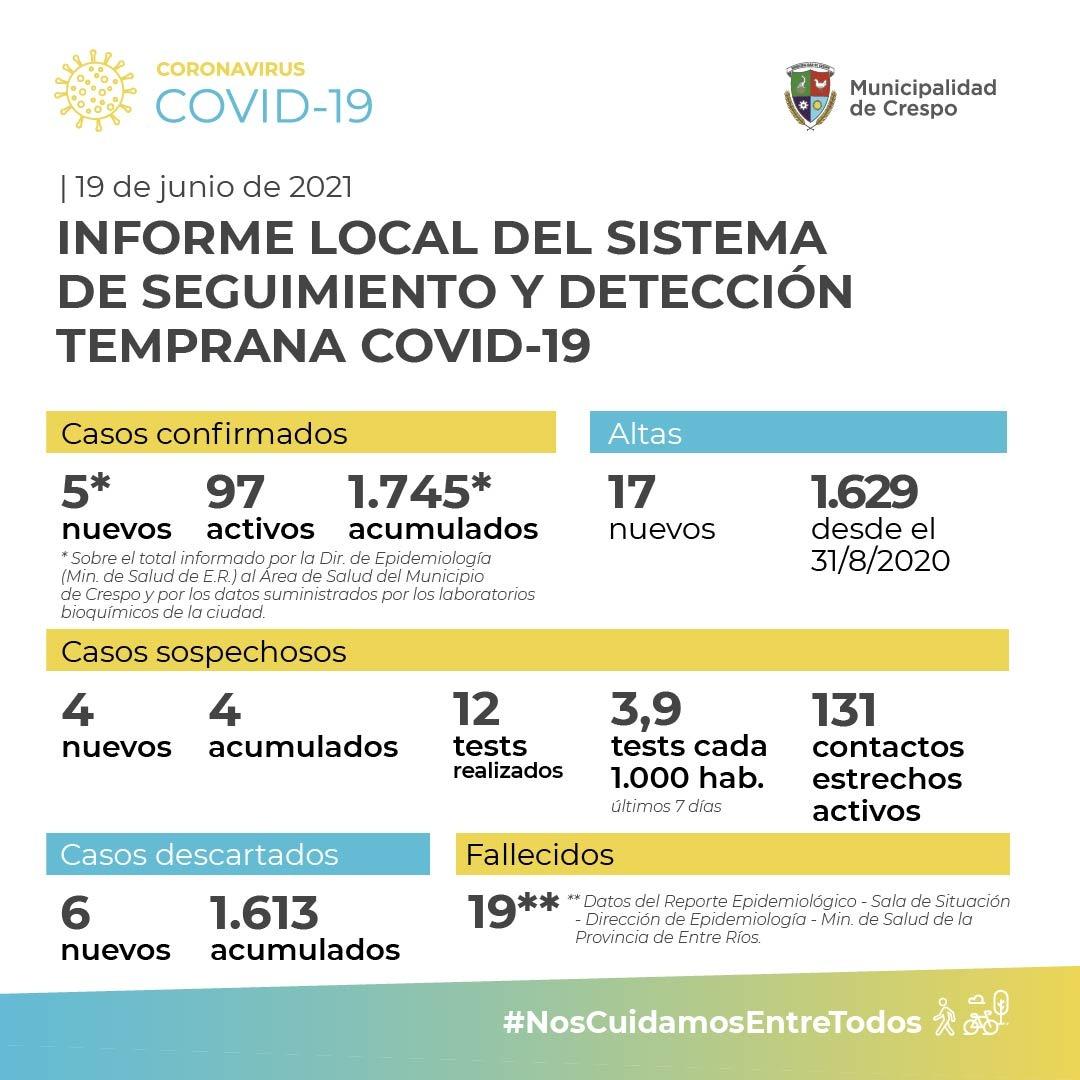 CORONAVIRUS
COVID-19
Municipalidad
de Crespo
| 19 de junio de 2021
INFORME LOCAL DEL SISTEMA
DE SEGUIMIENTO Y DETECCIÓN
TEMPRANA COVID-19
Casos confirmados
5* nuevos
97 activos
1.745* acumulados
* Sobre el total informado por la Dir. de Epidemiología
(Min. de Salud de E.R.) al Área de Salud del Municipio
de Crespo y por los datos suministrados por los laboratorios
bioquímicos de la ciudad.
Altas
17
nuevos
1.629
desde el
31/8/2020
Casos sospechosos
4
nuevos
4
acumulados
12
tests
realizados
3,9
tests cada
1.000 hab.
últimos 7 días
131
contactos
estrechos
activos
Casos descartados
6
nuevos
1.613
acumulados
Fallecidos
19**
** Datos del Reporte Epidemiológico - Sala de Situación
- Dirección de Epidemiología - Min. de Salud de la
Provincia de Entre Ríos.
#NosCuidamosEntreTodos